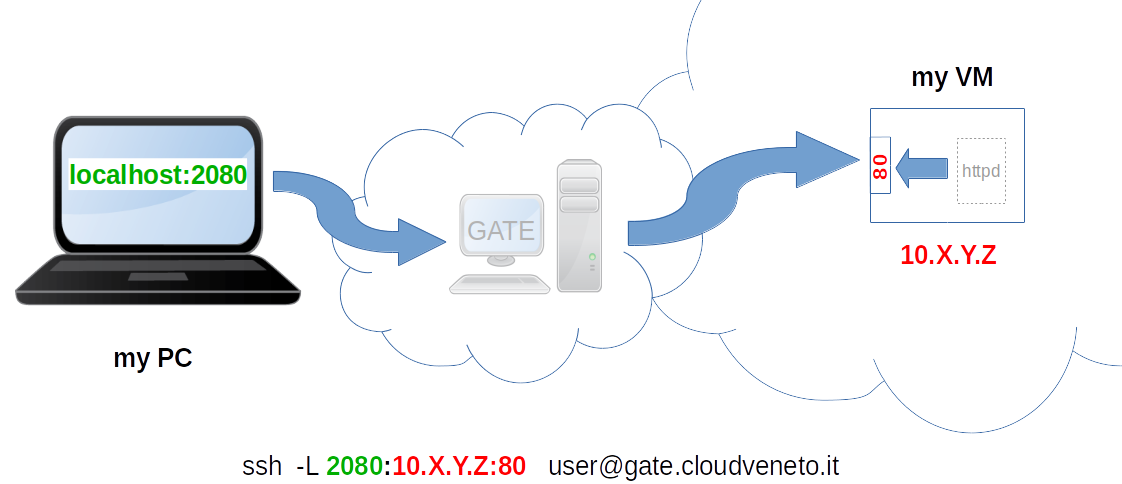 my VM
localhost:2080
80
httpd
GATE
10.X.Y.Z
my PC
ssh -L 2080:10.X.Y.Z:80 user@gate.cloudveneto.it